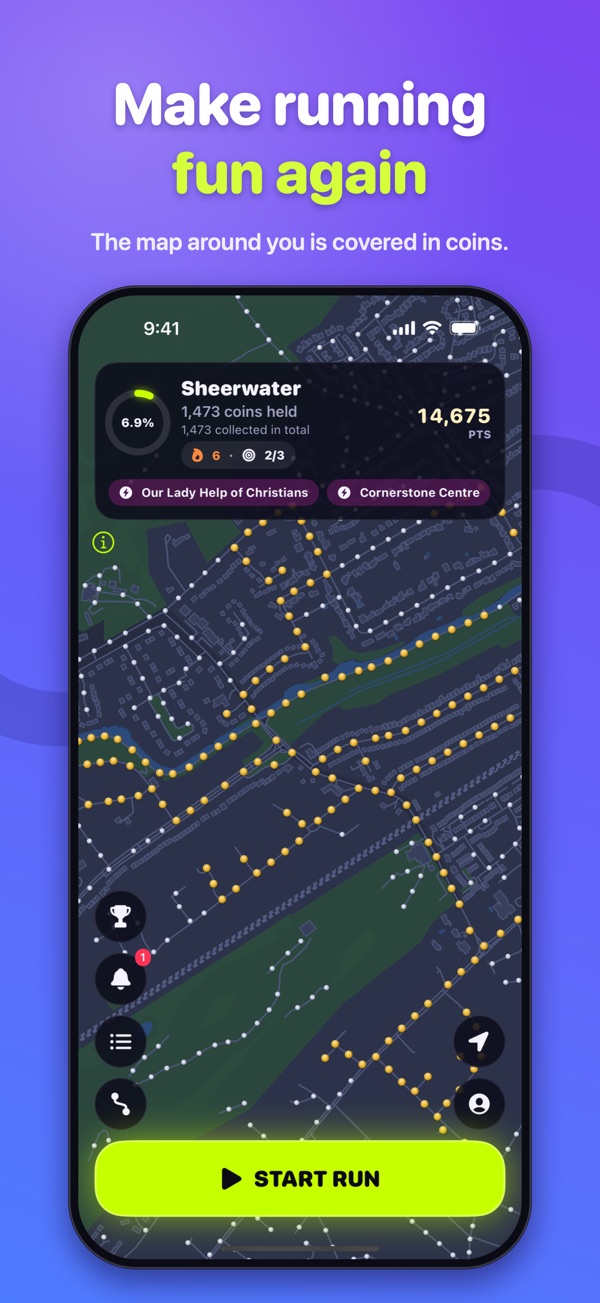 Make running
fun again
The map around you is covered in coins.
9:41
6.9%
Sheerwater
1,473 coins held
1,473 collected in total
6 · 2/3
14,675
PTS
Our Lady Help of Christians
Cornerstone Centre
1
START RUN